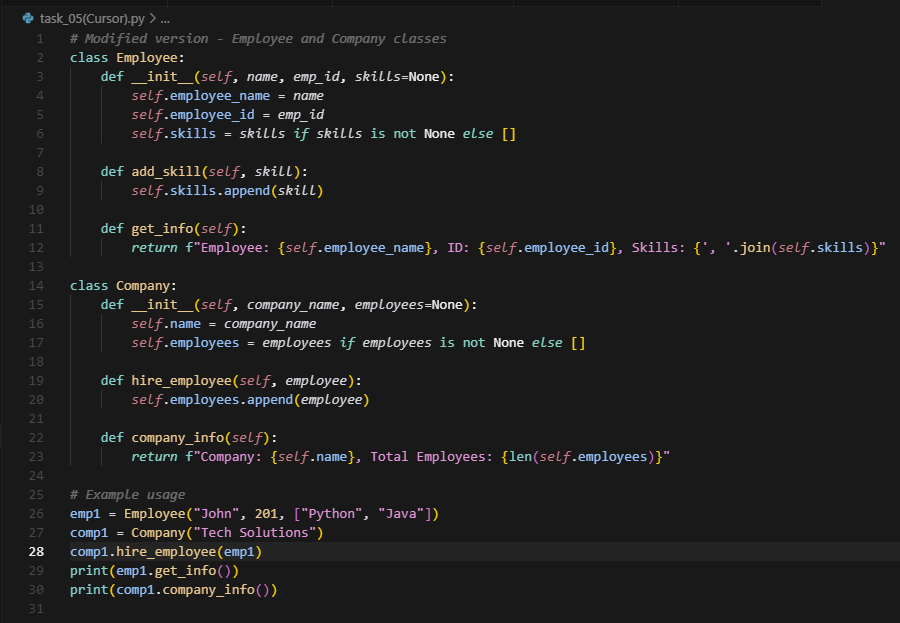 task_05(Cursor).py > ...
1 # Modified version - Employee and Company classes
2 class Employee:
3     def __init__(self, name, emp_id, skills=None):
4         self.employee_name = name
5         self.employee_id = emp_id
6         self.skills = skills if skills is not None else []
7
8     def add_skill(self, skill):
9         self.skills.append(skill)
10
11     def get_info(self):
12         return f"Employee: {self.employee_name}, ID: {self.employee_id}, Skills: {', '.join(self.skills)}"
13
14 class Company:
15     def __init__(self, company_name, employees=None):
16         self.name = company_name
17         self.employees = employees if employees is not None else []
18
19     def hire_employee(self, employee):
20         self.employees.append(employee)
21
22     def company_info(self):
23         return f"Company: {self.name}, Total Employees: {len(self.employees)}"
24
25 # Example usage
26 emp1 = Employee("John", 201, ["Python", "Java"])
27 comp1 = Company("Tech Solutions")
28 comp1.hire_employee(emp1)
29 print(emp1.get_info())
30 print(comp1.company_info())
31